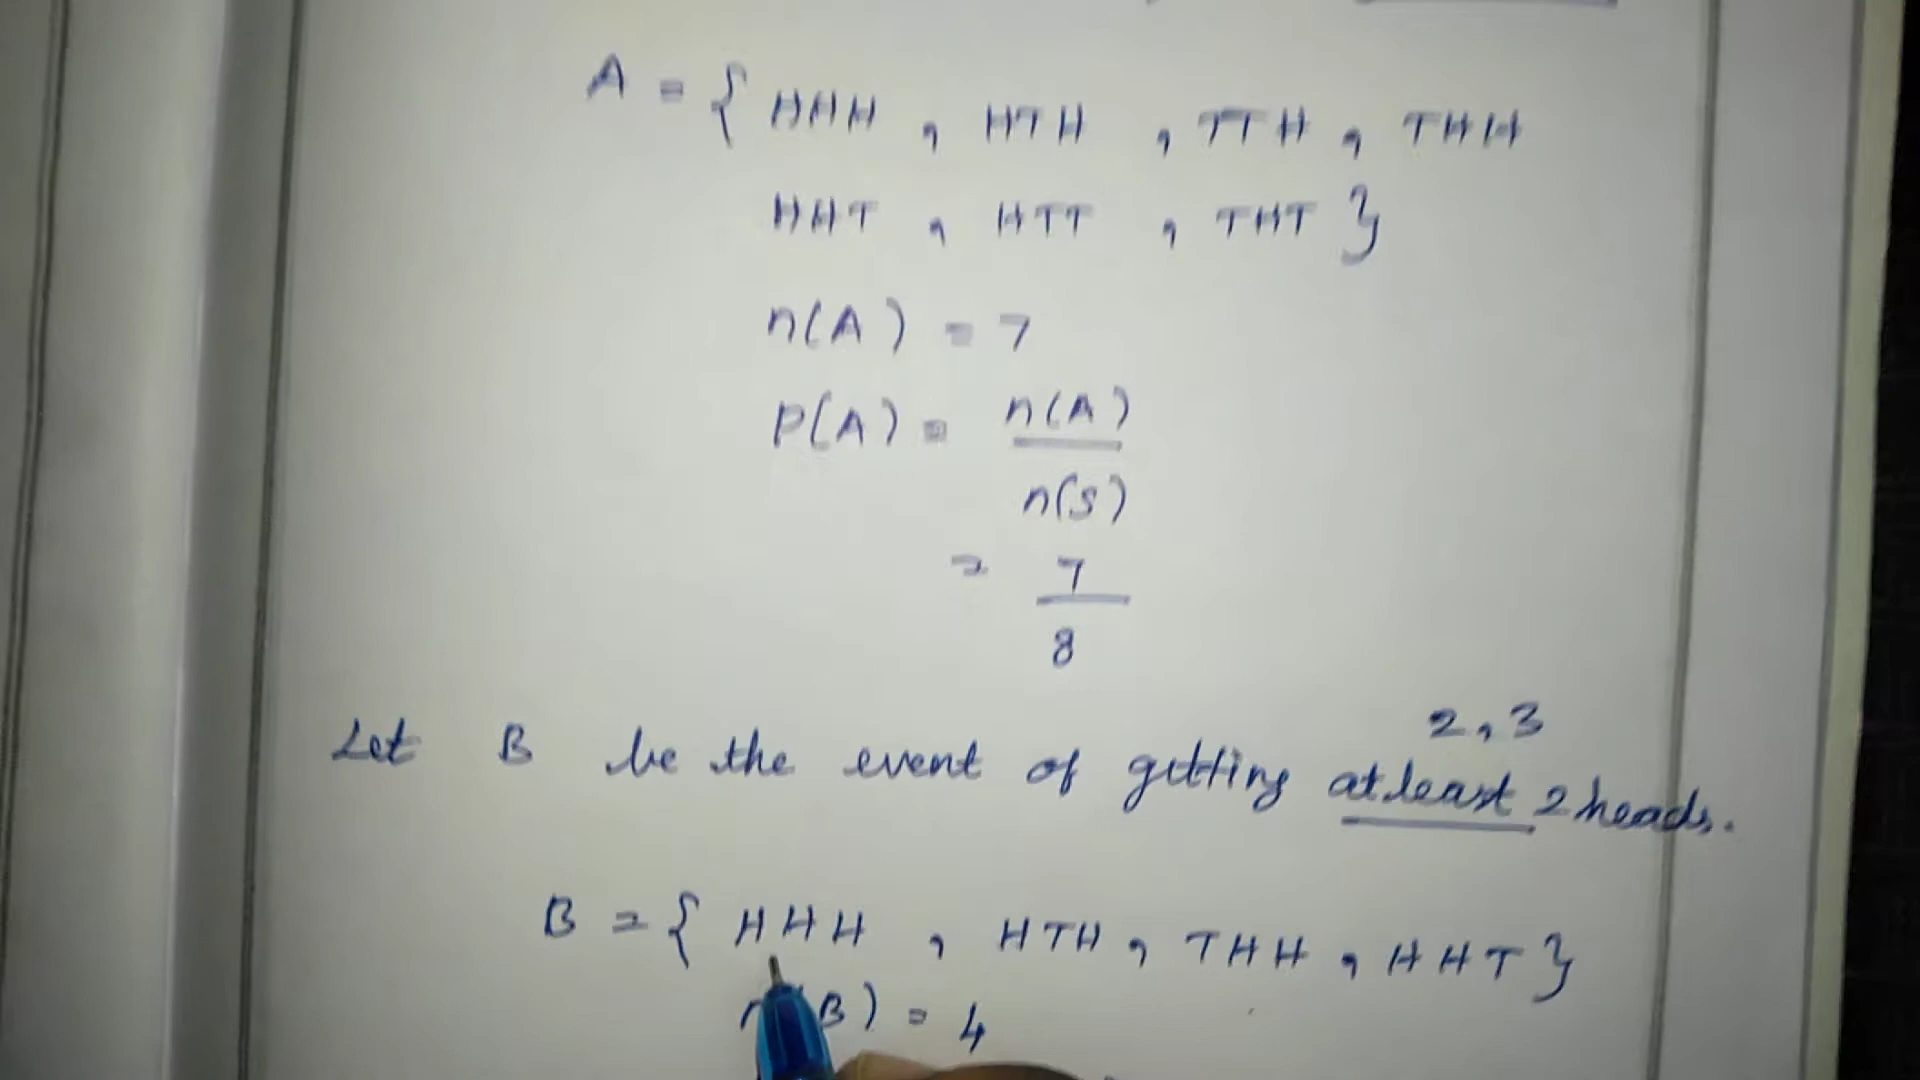 A = { HHH , HTH , TTH , THH
HHT , HTT , THT }
n(A) = 7
P(A) = n(A)
n(S)
= 7
8
2,3
Let B be the event of getting atleast 2 heads.
B = { HHH , HTH , THH , HHT }
(B) = 4